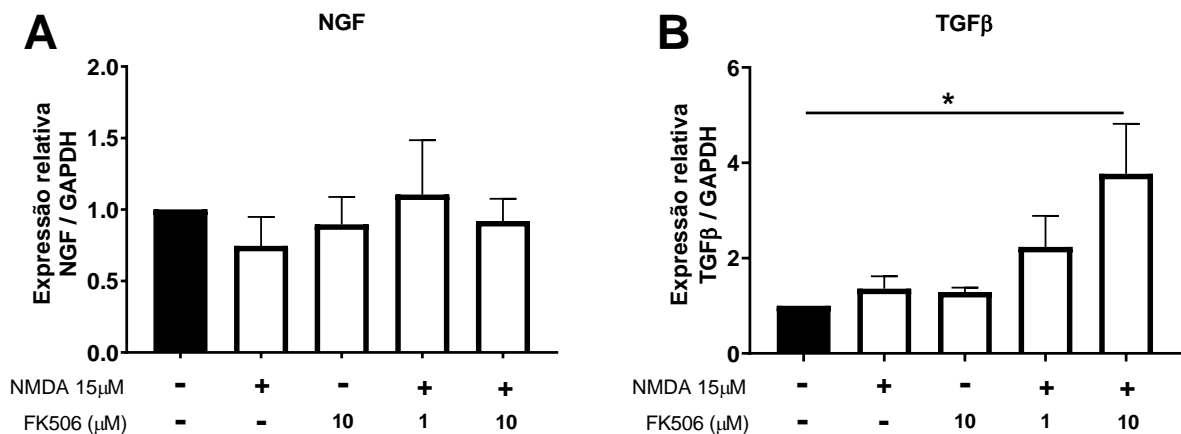 A
NGF
Expressão relativa
NGF / GAPDH
2.0
1.5
1.0
0.5
0.0
NMDA 15μM - + - + +
FK506 (μM) - - 10 1 10
B
TGFβ
Expressão relativa
TGFβ / GAPDH
6
4
2
0
*
NMDA 15μM - + - + +
FK506 (μM) - - 10 1 10